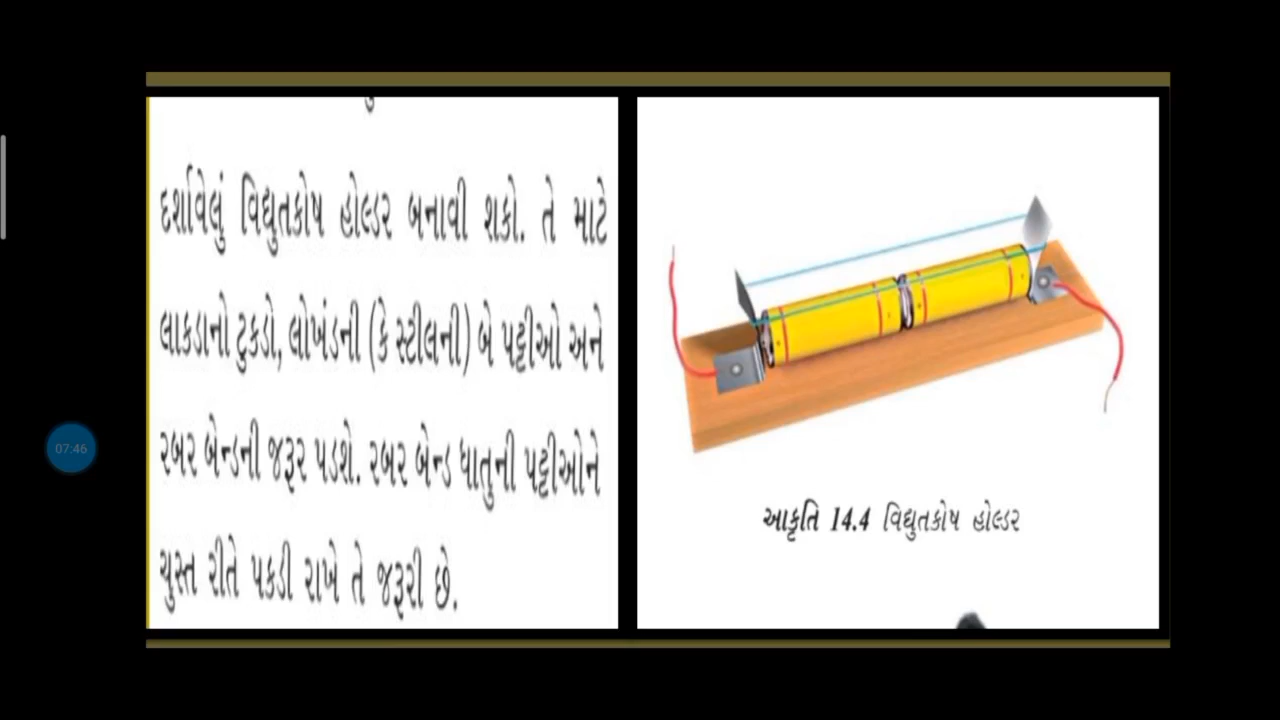 દર્શાવેલું વિદ્યુતકોષ હોલ્ડર બનાવી શકો. તે માટે
લાકડાનો ટુકડો, લોખંડની (કે સ્ટીલની) બે પટ્ટીઓ અને
રબર બેન્ડની જરૂર પડશે. રબર બેન્ડ ધાતુની પટ્ટીઓને
ચુસ્ત રીતે પકડી રાખે તે જરૂરી છે.
આકૃતિ 14.4 વિદ્યુતકોષ હોલ્ડર
07:46